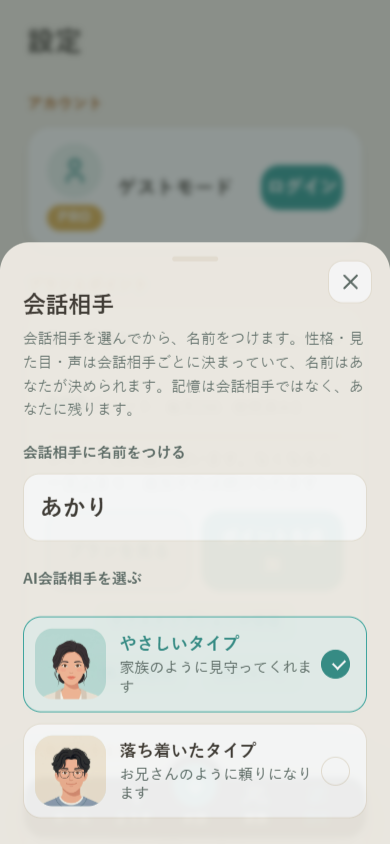 設定
アカウント
ゲストモード
ログイン
PRO
会話相手
会話相手を選んでから、名前をつけます。性格・見
た目・声は会話相手ごとに決まっていて、名前はあ
なたが決められます。記憶は会話相手ではなく、あ
なたに残ります。
会話相手に名前をつける
あかり
AI会話相手を選ぶ
やさしいタイプ
家族のように見守ってくれま
す
落ち着いたタイプ
お兄さんのように頼りになり
ます